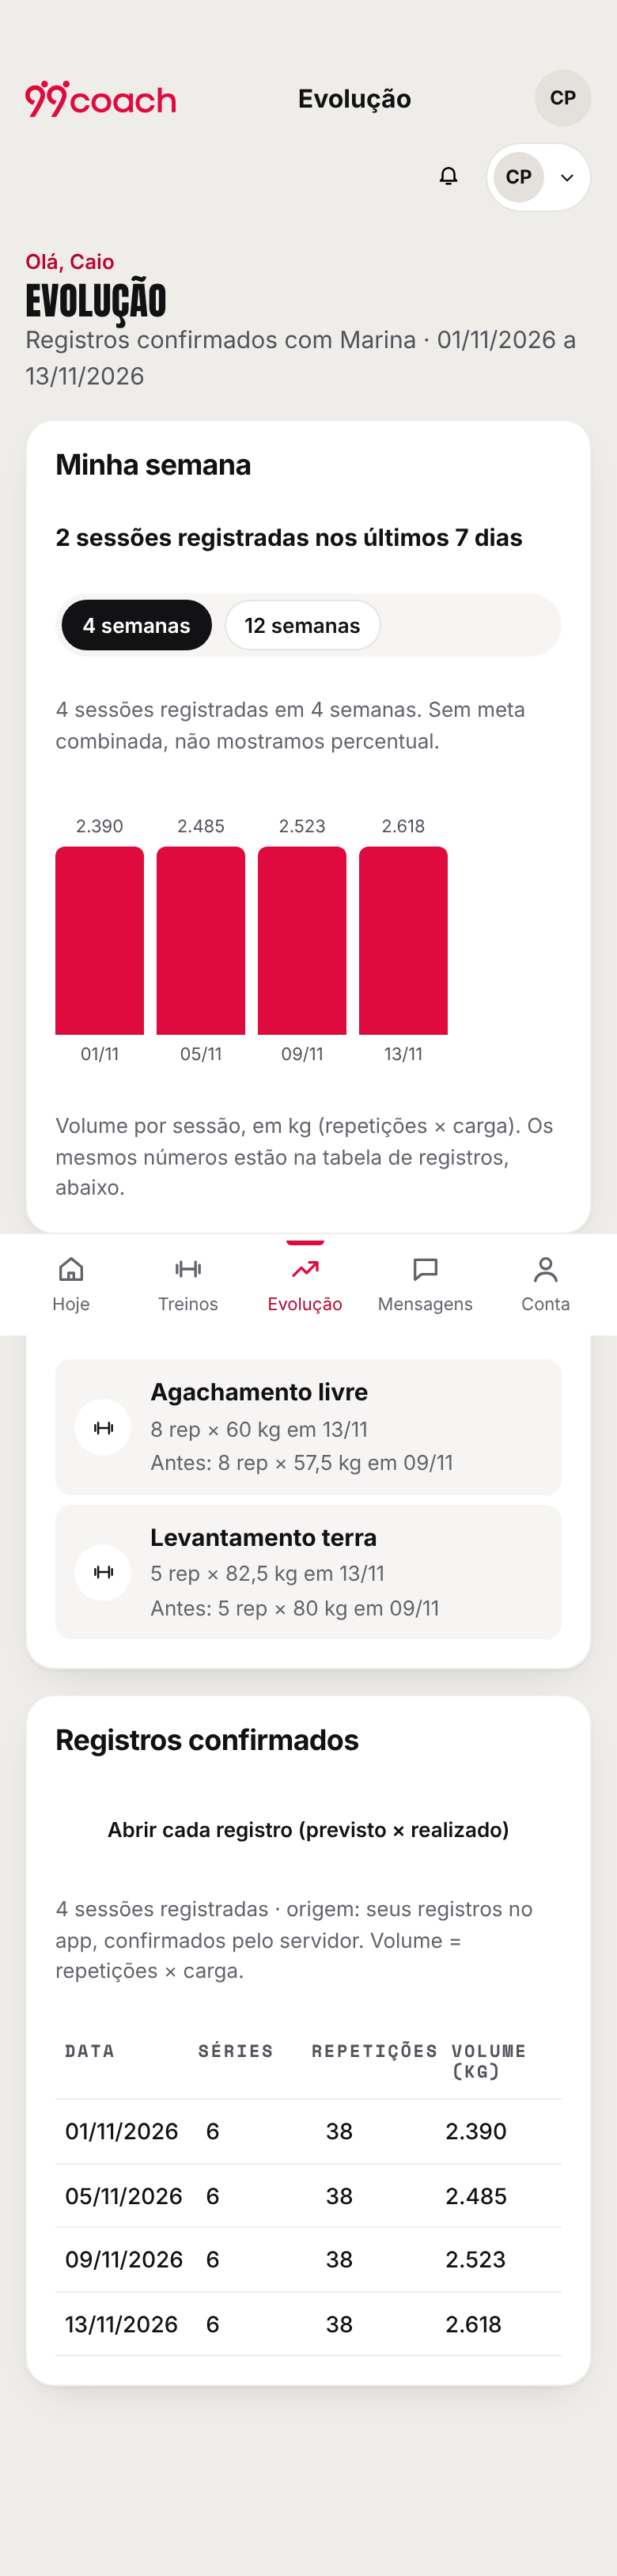 99coach
Evolução
CP
CP
Olá, Caio
EVOLUÇÃO
Registros confirmados com Marina · 01/11/2026 a
13/11/2026
Minha semana
2 sessões registradas nos últimos 7 dias
4 semanas
12 semanas
4 sessões registradas em 4 semanas. Sem meta
combinada, não mostramos percentual.
2.390 2.485 2.523 2.618
01/11 05/11 09/11 13/11
Volume por sessão, em kg (repetições × carga). Os
mesmos números estão na tabela de registros,
abaixo.
Hoje Treinos Evolução Mensagens Conta
Agachamento livre
8 rep × 60 kg em 13/11
Antes: 8 rep × 57,5 kg em 09/11
Levantamento terra
5 rep × 82,5 kg em 13/11
Antes: 5 rep × 80 kg em 09/11
Registros confirmados
Abrir cada registro (previsto × realizado)
4 sessões registradas · origem: seus registros no
app, confirmados pelo servidor. Volume =
repetições × carga.
DATA SÉRIES REPETIÇÕES VOLUME
(KG)
01/11/2026 6 38 2.390
05/11/2026 6 38 2.485
09/11/2026 6 38 2.523
13/11/2026 6 38 2.618